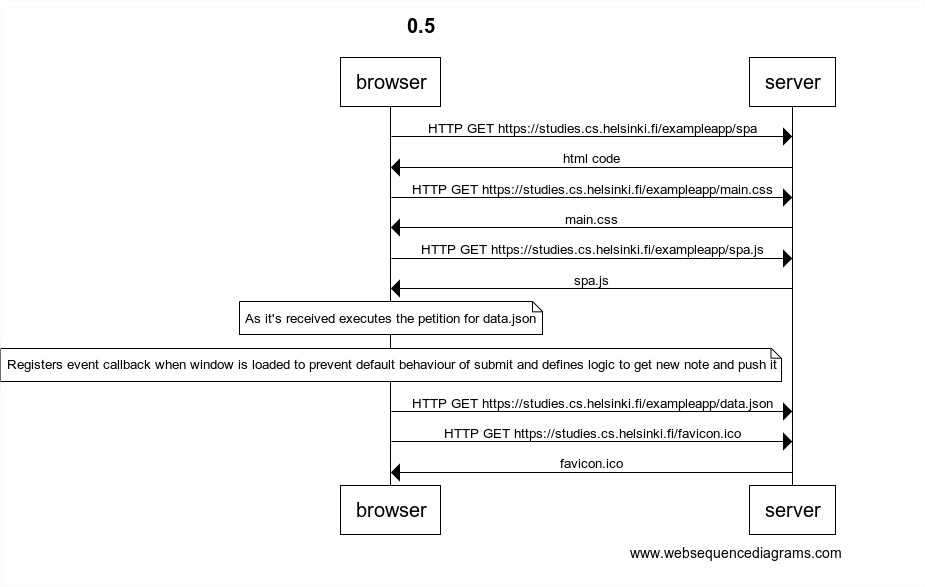 0.5
browser server
HTTP GET https://studies.cs.helsinki.fi/exampleapp/spa
html code
HTTP GET https://studies.cs.helsinki.fi/exampleapp/main.css
main.css
HTTP GET https://studies.cs.helsinki.fi/exampleapp/spa.js
spa.js
As it's received executes the petition for data.json
Registers event callback when window is loaded to prevent default behaviour of submit and defines logic to get new note and push it
HTTP GET https://studies.cs.helsinki.fi/exampleapp/data.json
HTTP GET https://studies.cs.helsinki.fi/favicon.ico
favicon.ico
browser server
www.websequencediagrams.com